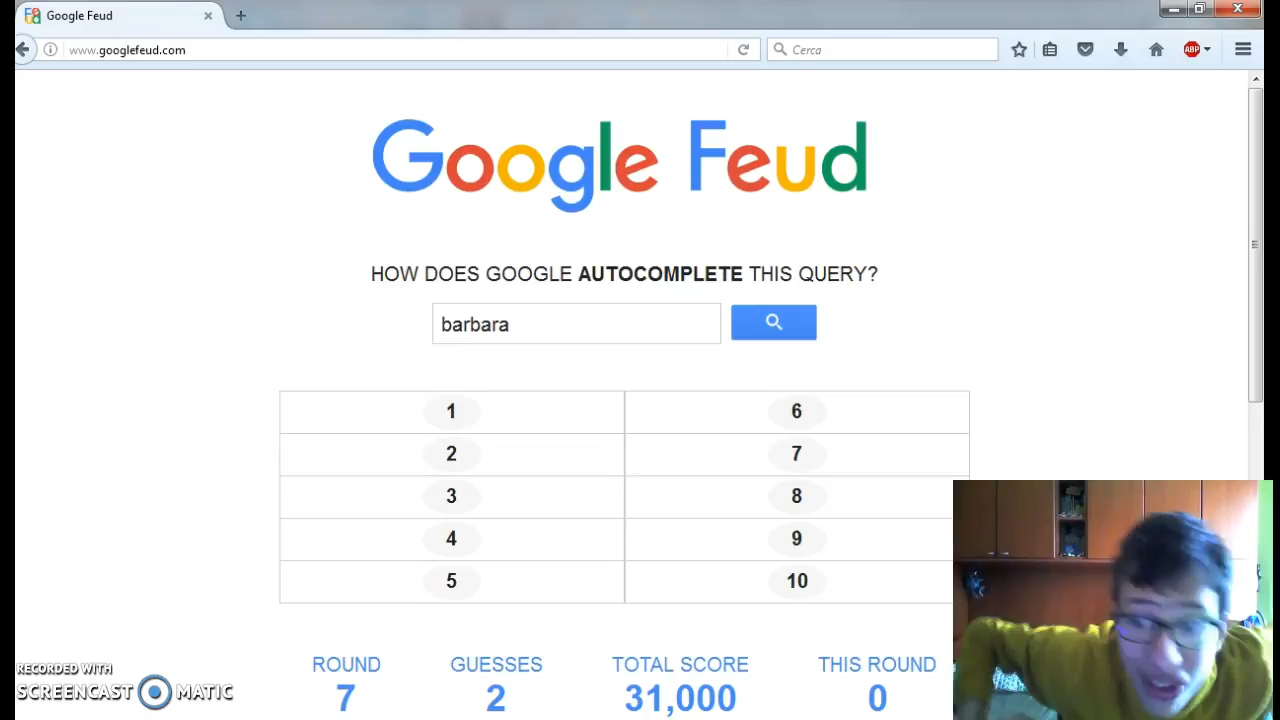 Google Feud
www.googlefeud.com
Cerca
ABP
Google Feud
HOW DOES GOOGLE AUTOCOMPLETE THIS QUERY?
barbara
1 6
2 7
3 8
4 9
5 10
ROUND GUESSES TOTAL SCORE THIS ROUND
7 2 31,000 0
RECORDED WITH
SCREENCAST MATIC